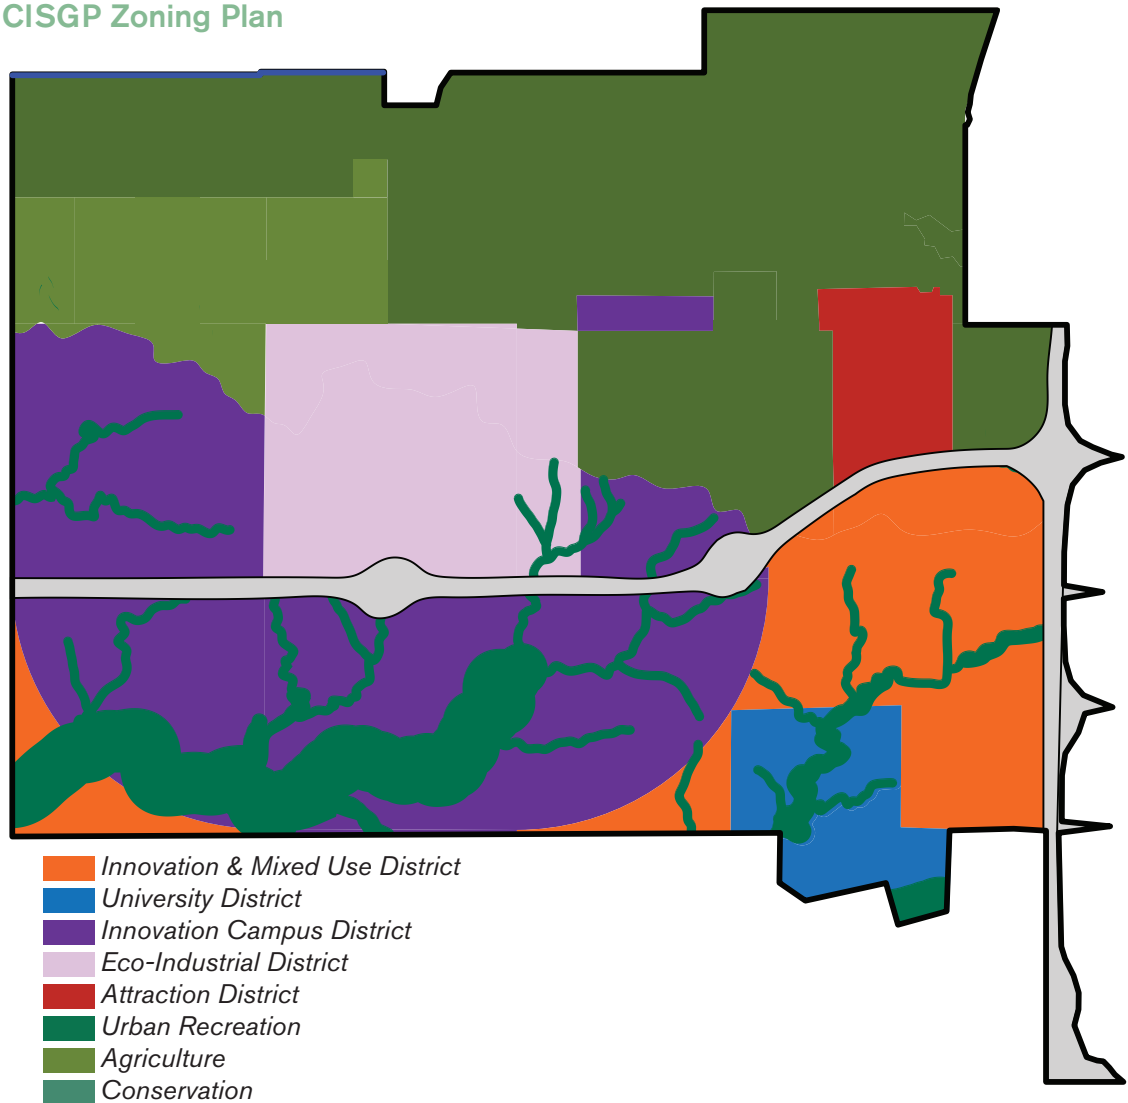 CISGP Zoning Plan
Innovation & Mixed Use District
University District
Innovation Campus District
Eco-Industrial District
Attraction District
Urban Recreation
Agriculture
Conservation